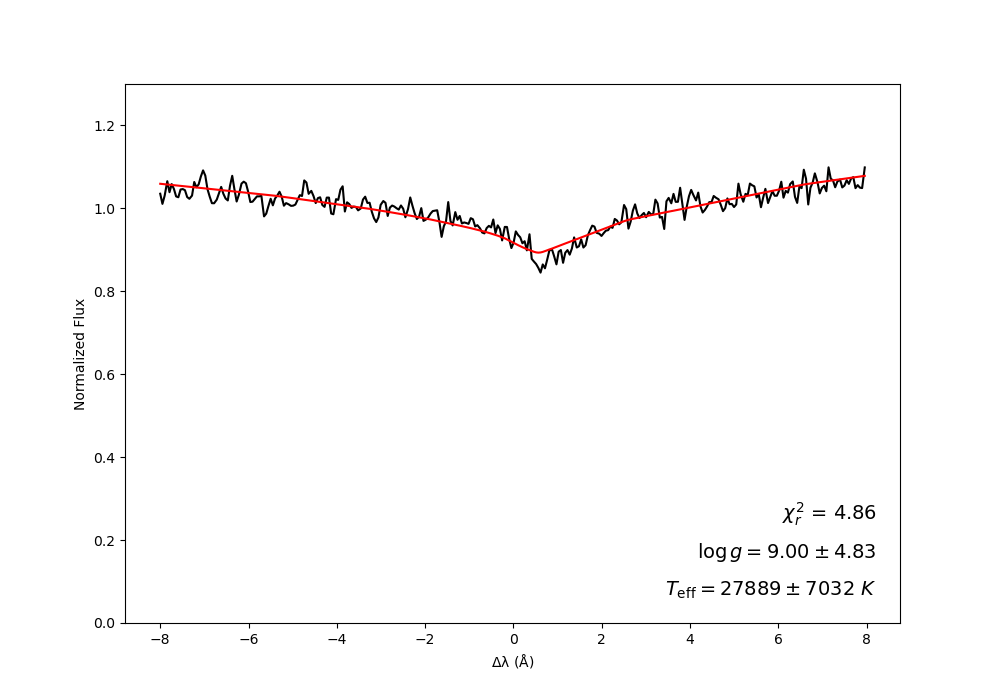 1.2
1.0
0.8
0.6
0.4
0.2
0.0
Normalized Flux
χ²ᵣ = 4.86
log g = 9.00 ± 4.83
T_eff = 27889 ± 7032 K
−8 −6 −4 −2 0 2 4 6 8
Δλ (Å)